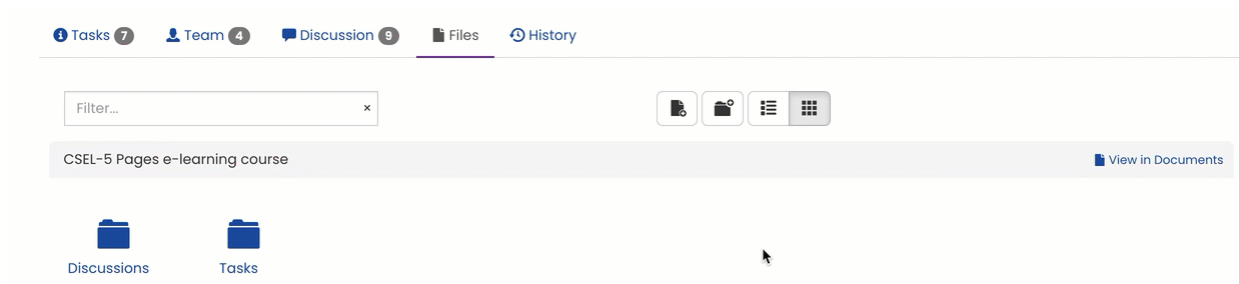 Tasks 7 Team 4 Discussion 9 Files History
Filter... ×
CSEL-5 Pages e-learning course View in Documents
Discussions Tasks